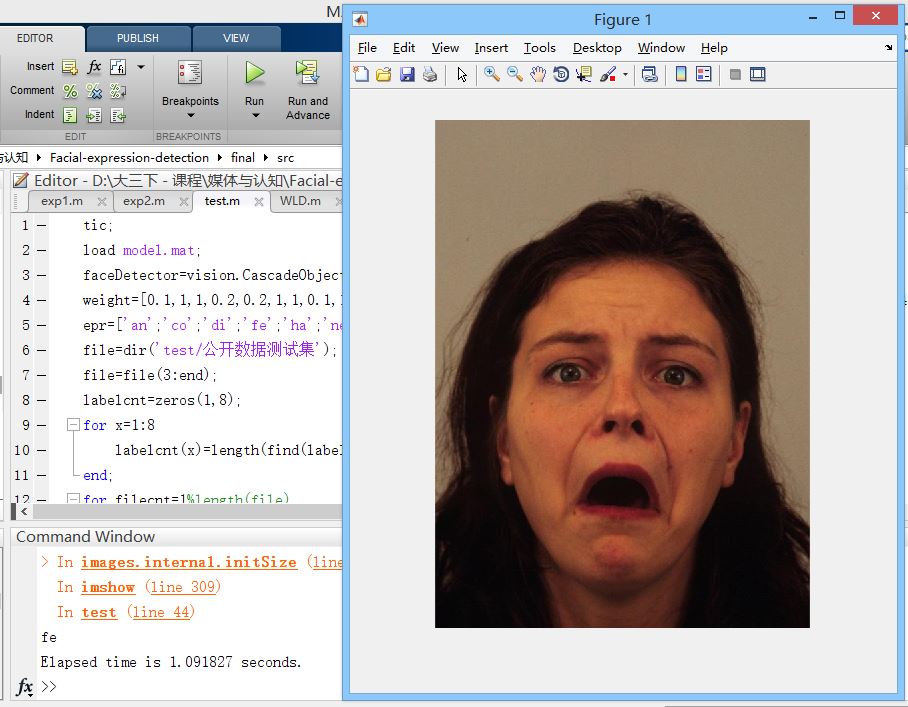 M
EDITOR PUBLISH VIEW
Insert fx
Comment %
Indent
EDIT
Breakpoints
BREAKPOINTS
Run
Run and
Advance
与认知 Facial-expression-detection final src
Editor - D:\大三下 - 课程\媒体与认知\Facial-e
exp1.m exp2.m test.m WLD.m
1 tic;
2 load model.mat;
3 faceDetector=vision.CascadeObject
4 weight=[0.1,1,1,0.2,0.2,1,1,0.1,
5 epr=['an';'co';'di';'fe';'ha';'ne
6 file=dir('test/公开数据测试集');
7 file=file(3:end);
8 labelcnt=zeros(1,8);
9 for x=1:8
10 labelcnt(x)=length(find(label
11 end;
12 for filecnt=1%length(file)
Command Window
> In images.internal.initSize (line
In imshow (line 309)
In test (line 44)
fe
Elapsed time is 1.091827 seconds.
fx >>
Figure 1
File Edit View Insert Tools Desktop Window Help